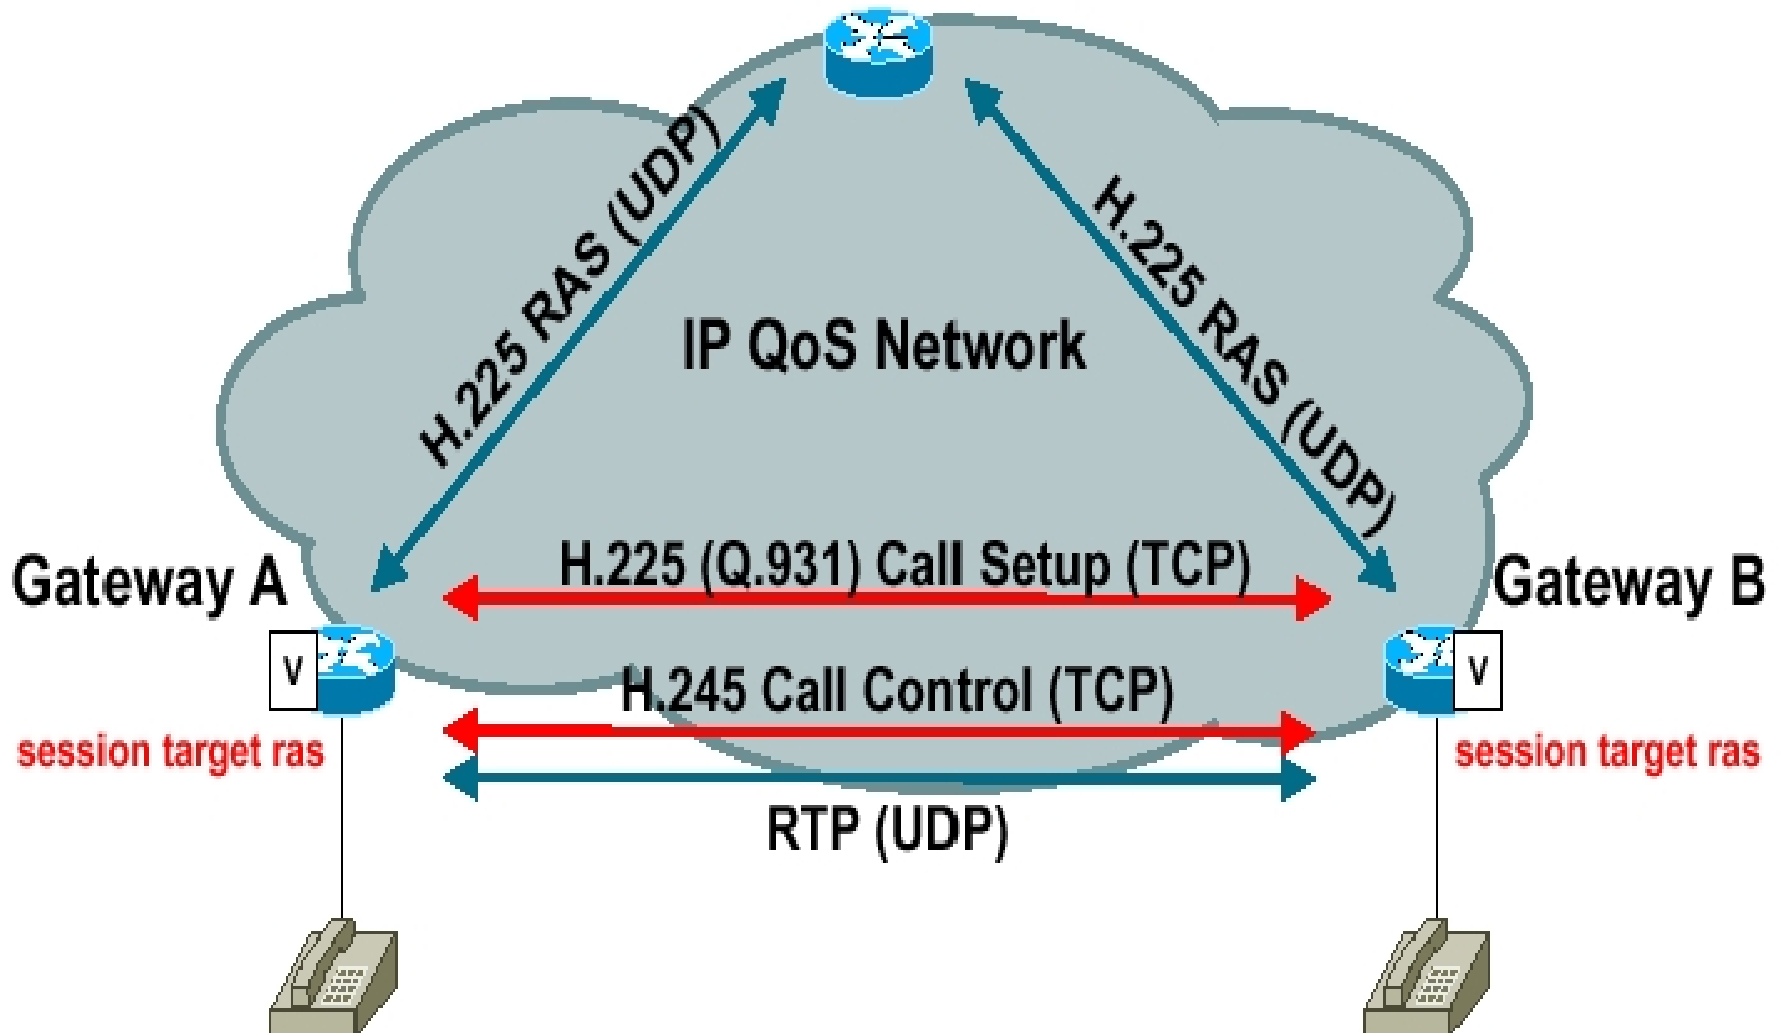 H.225 RAS (UDP)
H.225 RAS (UDP)
IP QoS Network
Gateway A
H.225 (Q.931) Call Setup (TCP)
Gateway B
V
V
H.245 Call Control (TCP)
session target ras
session target ras
RTP (UDP)